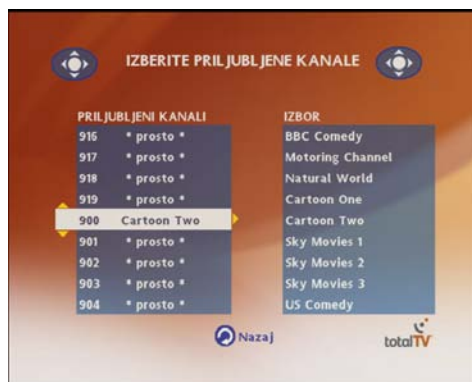 IZBERITE PRILJUBLJENE KANALE
PRILJUBLJENI KANALI
916 * prosto *
917 * prosto *
918 * prosto *
919 * prosto *
900 Cartoon Two
901 * prosto *
902 * prosto *
903 * prosto *
904 * prosto *
IZBOR
BBC Comedy
Motoring Channel
Natural World
Cartoon One
Cartoon Two
Sky Movies 1
Sky Movies 2
Sky Movies 3
US Comedy
Nazaj
totalTV